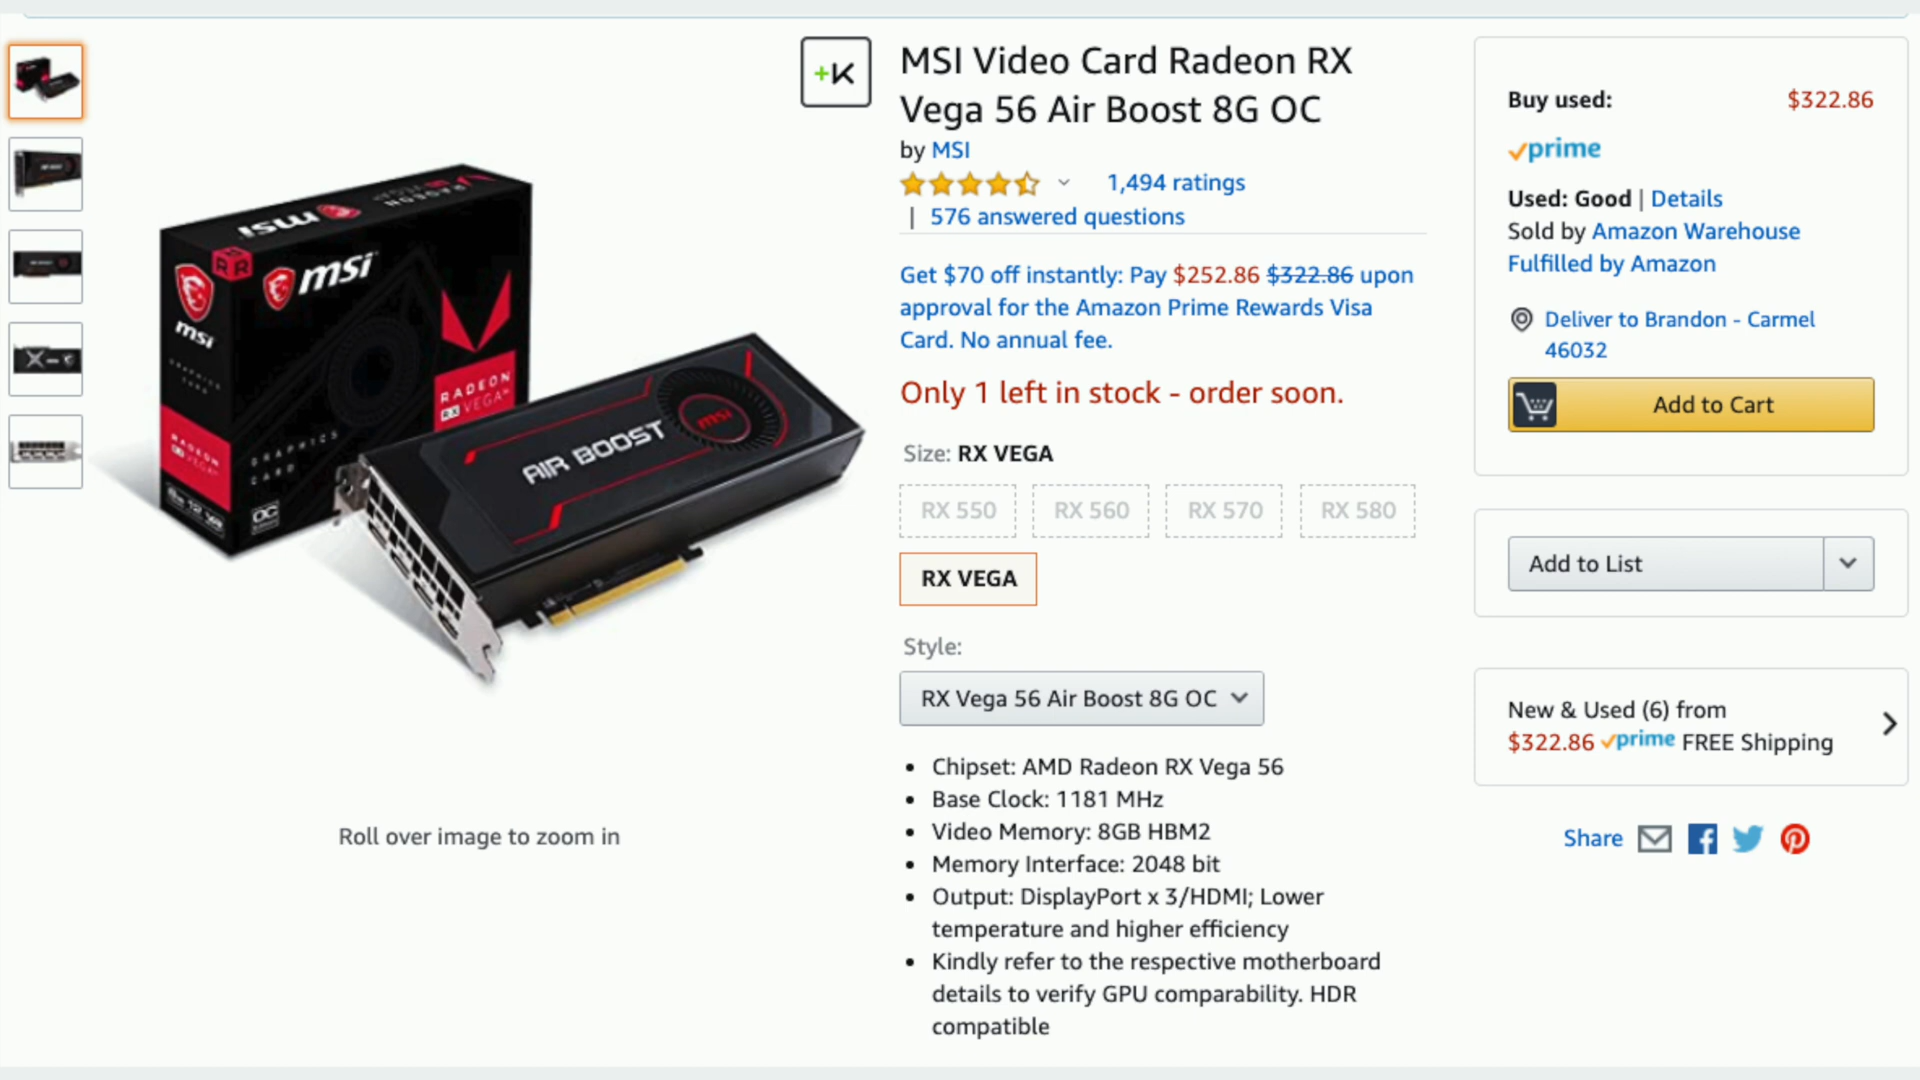 +K
MSI Video Card Radeon RX
Vega 56 Air Boost 8G OC
by MSI
1,494 ratings
| 576 answered questions
Get $70 off instantly: Pay $252.86 $322.86 upon
approval for the Amazon Prime Rewards Visa
Card. No annual fee.
Only 1 left in stock - order soon.
Size: RX VEGA
RX 550 RX 560 RX 570 RX 580
RX VEGA
Style:
RX Vega 56 Air Boost 8G OC
• Chipset: AMD Radeon RX Vega 56
• Base Clock: 1181 MHz
• Video Memory: 8GB HBM2
• Memory Interface: 2048 bit
• Output: DisplayPort x 3/HDMI; Lower
temperature and higher efficiency
• Kindly refer to the respective motherboard
details to verify GPU comparability. HDR
compatible
msi
msi
msi
RADEON
RX VEGA
RADEON
GRAPHICS
CARD
OC
AIR BOOST
msi
Roll over image to zoom in
Buy used: $322.86
prime
Used: Good | Details
Sold by Amazon Warehouse
Fulfilled by Amazon
Deliver to Brandon - Carmel
46032
Add to Cart
Add to List
New & Used (6) from
$322.86 prime FREE Shipping
Share